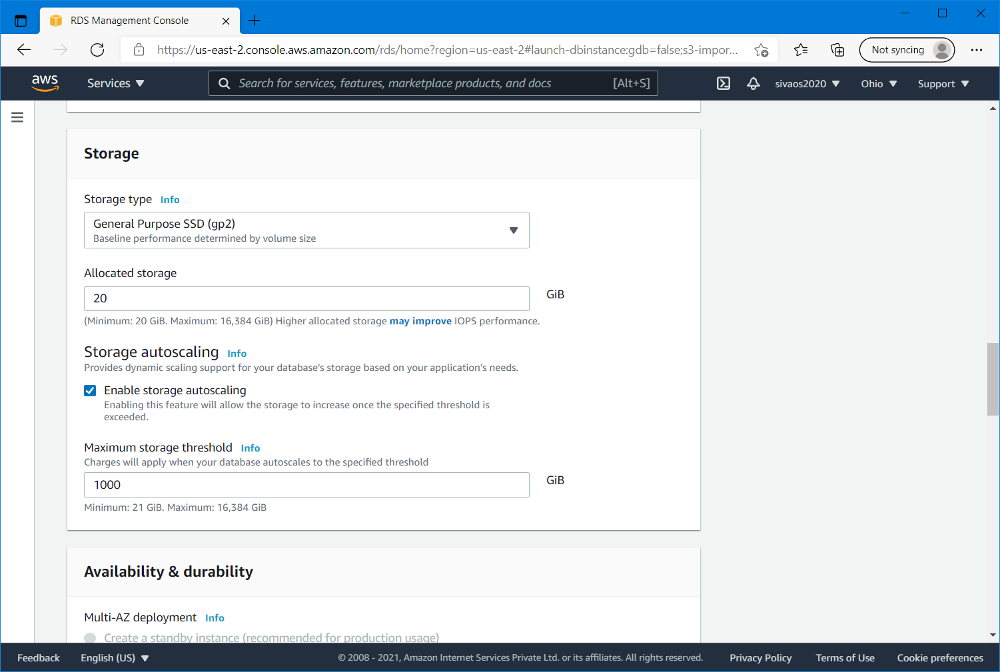 RDS Management Console
https://us-east-2.console.aws.amazon.com/rds/home?region=us-east-2#launch-dbinstance:gdb=false;s3-impor...
Not syncing
aws
Services
Search for services, features, marketplace products, and docs
[Alt+S]
sivaos2020
Ohio
Support
Storage
Storage type Info
General Purpose SSD (gp2)
Baseline performance determined by volume size
Allocated storage
20
GiB
(Minimum: 20 GiB. Maximum: 16,384 GiB) Higher allocated storage may improve IOPS performance.
Storage autoscaling Info
Provides dynamic scaling support for your database's storage based on your application's needs.
Enable storage autoscaling
Enabling this feature will allow the storage to increase once the specified threshold is
exceeded.
Maximum storage threshold Info
Charges will apply when your database autoscales to the specified threshold
1000
GiB
Minimum: 21 GiB. Maximum: 16,384 GiB
Availability & durability
Multi-AZ deployment Info
Create a standby instance (recommended for production usage)
Feedback
English (US)
© 2008 - 2021, Amazon Internet Services Private Ltd. or its affiliates. All rights reserved.
Privacy Policy
Terms of Use
Cookie preferences